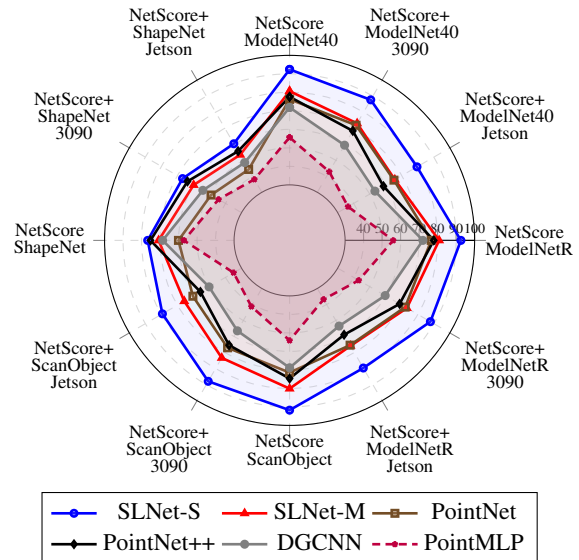 NetScore
ModelNet40
NetScore+
ModelNet40
3090
NetScore+
ModelNet40
Jetson
NetScore
ModelNetR
NetScore+
ModelNetR
3090
NetScore+
ModelNetR
Jetson
NetScore
ScanObject
NetScore+
ScanObject
3090
NetScore+
ScanObject
Jetson
NetScore
ShapeNet
NetScore+
ShapeNet
3090
NetScore+
ShapeNet
Jetson
40 50 60 70 80 90 100
SLNet-S SLNet-M PointNet
PointNet++ DGCNN PointMLP